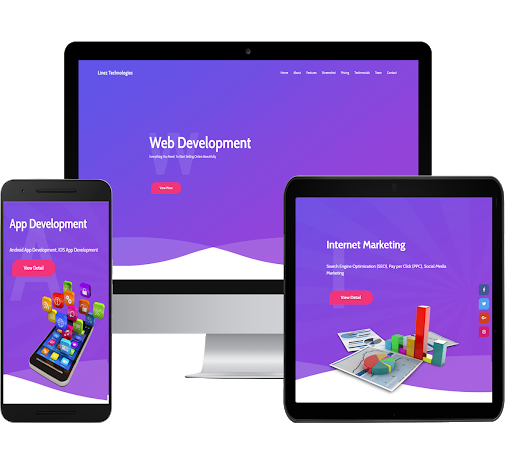 Linez Technologies
Home About Features Screenshot Pricing Testimonials Team Contact
W
Web Development
Everything You Need To Start Selling Online Beautifully
View More
A
App Development
Android App Development, iOS App Development
View Detail
I
Internet Marketing
Search Engine Optimization (SEO), Pay per Click (PPC), Social Media
Marketing
View Detail